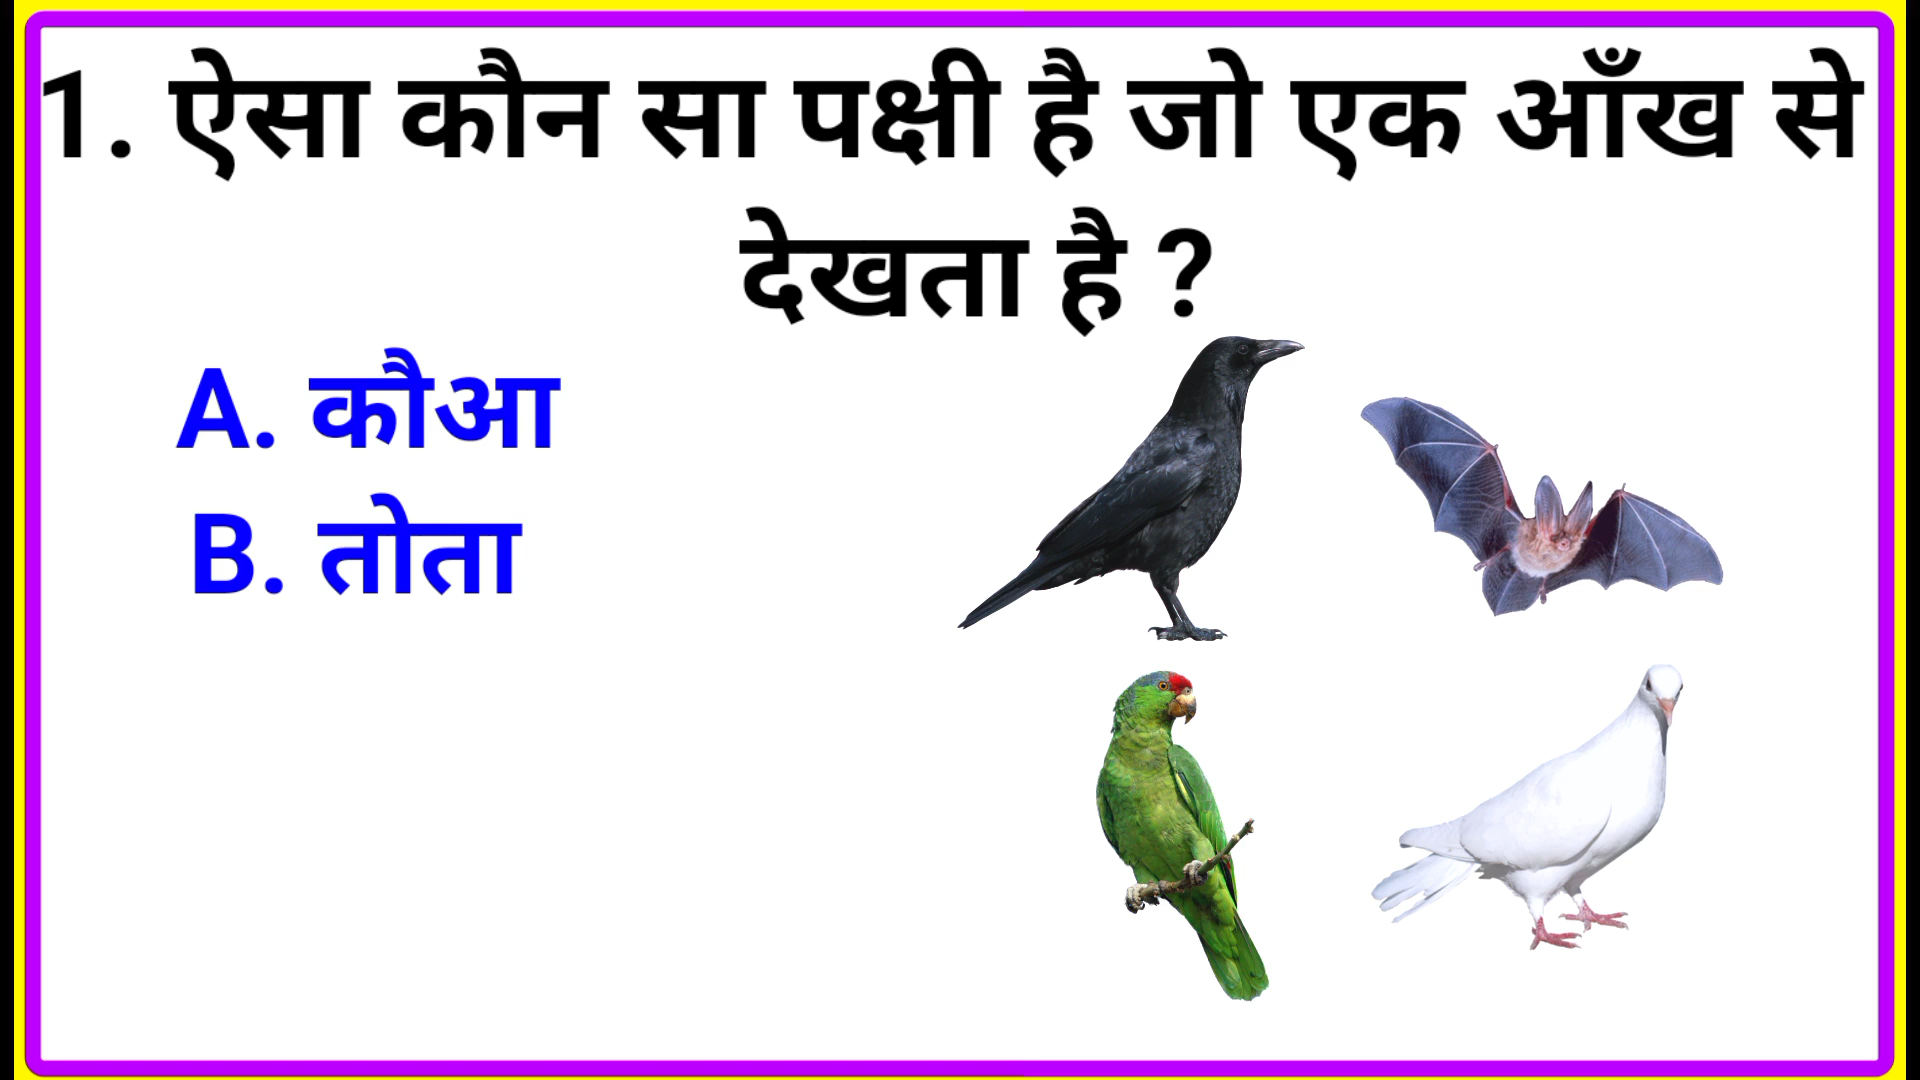 1. ऐसा कौन सा पक्षी है जो एक आँख से
देखता है ?
A. कौआ
B. तोता